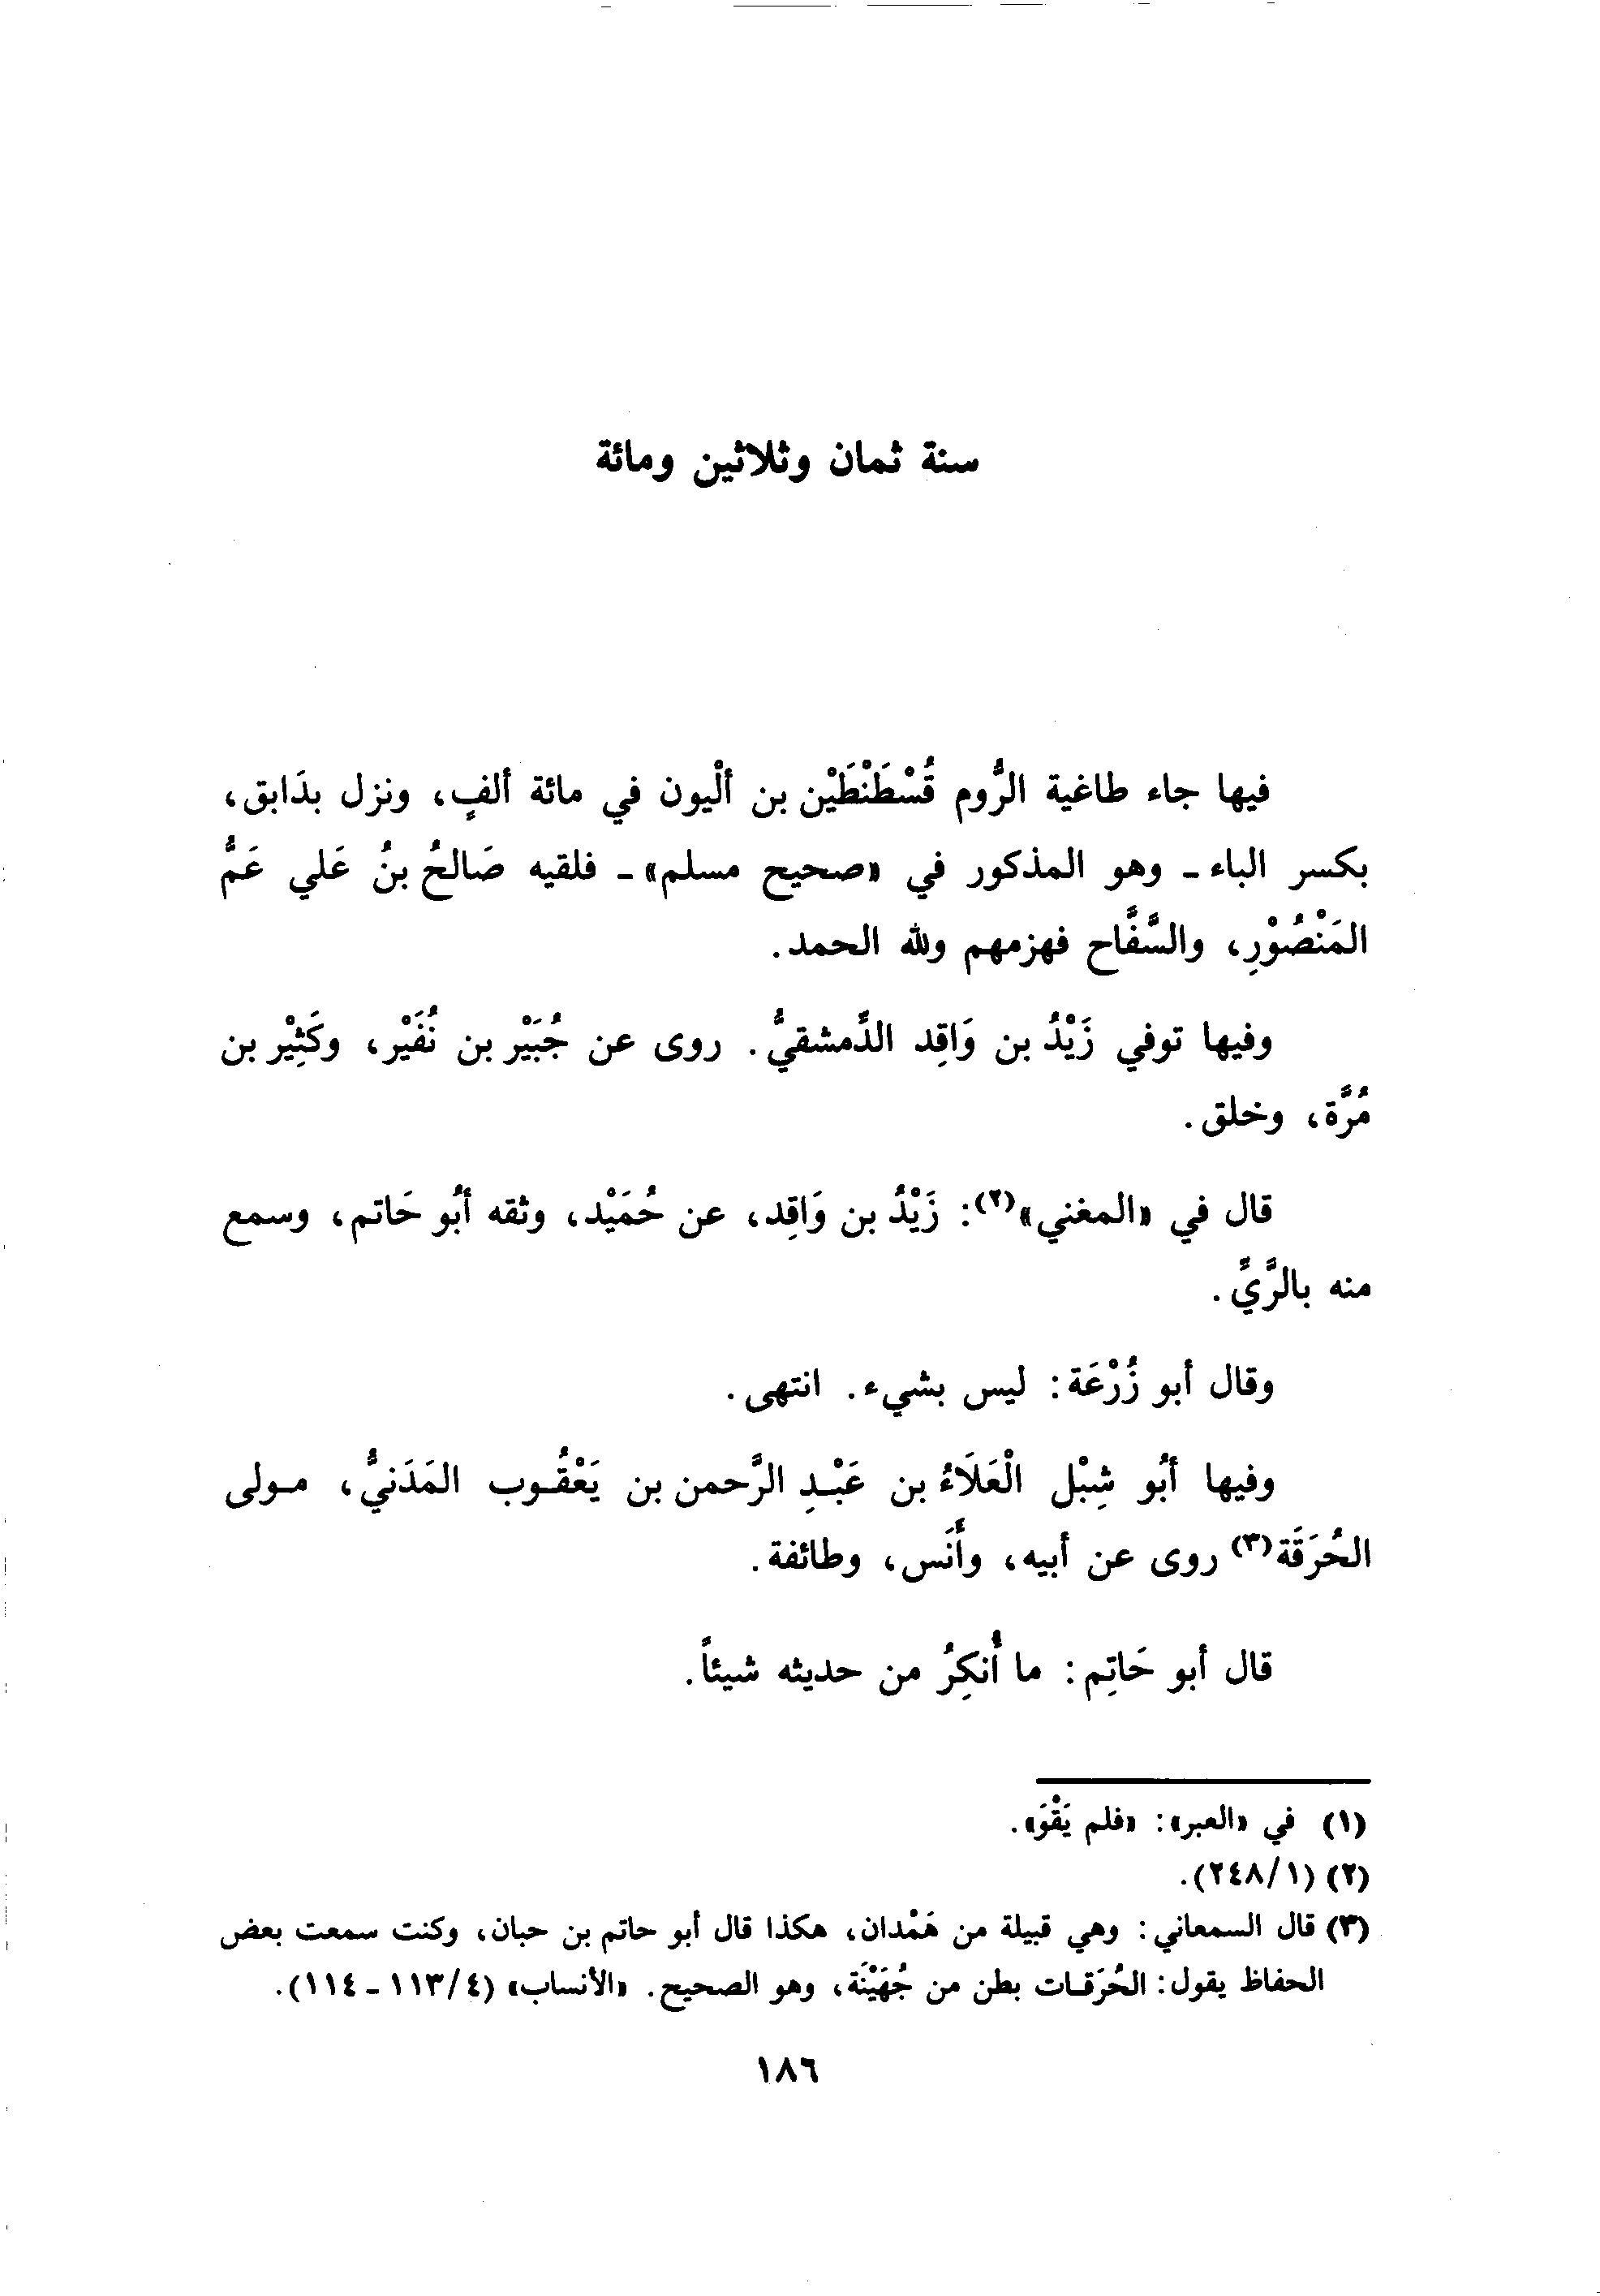 سنة ثمان وثلاثين ومائة
فيها جاء طاغية الرُّوم قُسْطَنْطَيْن بن ألْيون في مائة ألفٍ، ونزل بدَابق،
بكسر الباء ـ وهو المذكور في «صحيح مسلم» ـ فلقيه صَالحُ بنُ عَلي عَمُّ
المَنْصُوْرِ، والسَّفَّاح فهزمهم ولله الحمد.
وفيها توفي زَيْدُ بن وَاقِد الدِّمشقيُّ. روى عن جُبَيْر بن نُفَيْر، وكَثِيْر بن
مُرَّة، وخلق.
قال في «المغني»(٢): زَيْدُ بن وَاقِد، عن حُمَيْد، وثقه أبُو حَاتم، وسمع
منه بالرَّيِّ.
وقال أبو زُرْعَة: ليس بشيء. انتهى.
وفيها أبُو شِبْل الْعَلَاءُ بن عَبْدِ الرَّحمن بن يَعْقُوب المَدَنيُّ، مولى
الحُرَقَة(٣) روى عن أبيه، وأَنَس، وطائفة.
قال أبو حَاتِم: ما أُنكِرُ من حديثه شيئاً.
(١) في «العبر»: «فلم يَقْوَ».
(٢) (٢٤٨/١).
(٣) قال السمعاني: وهي قبيلة من هَمْدان، هكذا قال أبو حاتم بن حبان، وكنت سمعت بعض
الحفاظ يقول: الحُرَقات بطن من جُهَيْنَة، وهو الصحيح. «الأنساب» (١١٣/٤ ـ ١١٤).
١٨٦